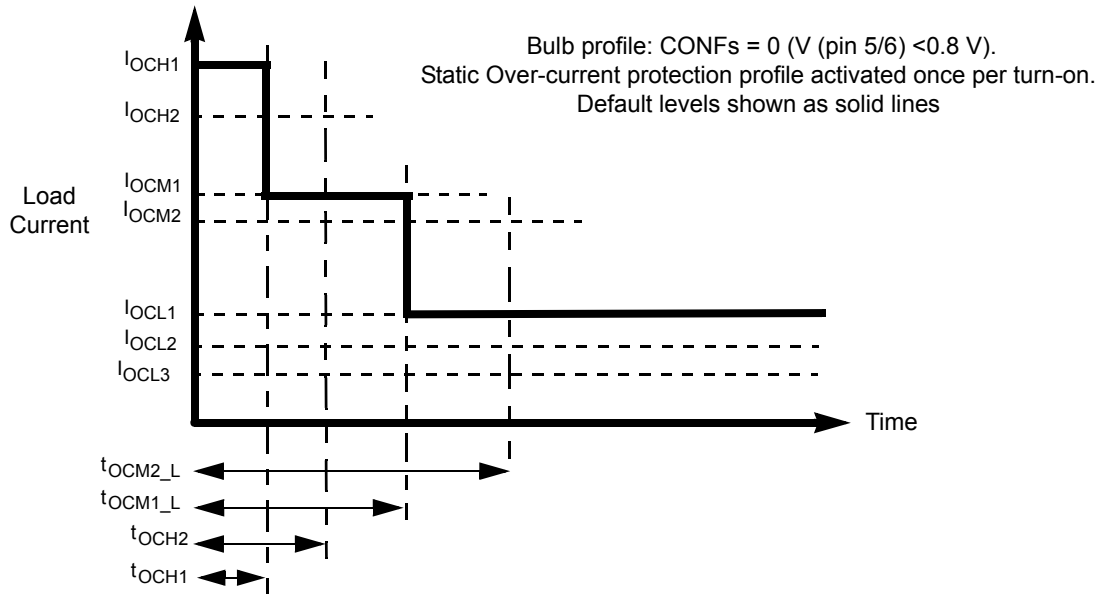 Bulb profile: CONFs = 0 (V (pin 5/6) <0.8 V).
Static Over-current protection profile activated once per turn-on.
Default levels shown as solid lines
IOCH1
IOCH2
IOCM1
IOCM2
Load
Current
IOCL1
IOCL2
IOCL3
Time
tOCM2_L
tOCM1_L
tOCH2
tOCH1